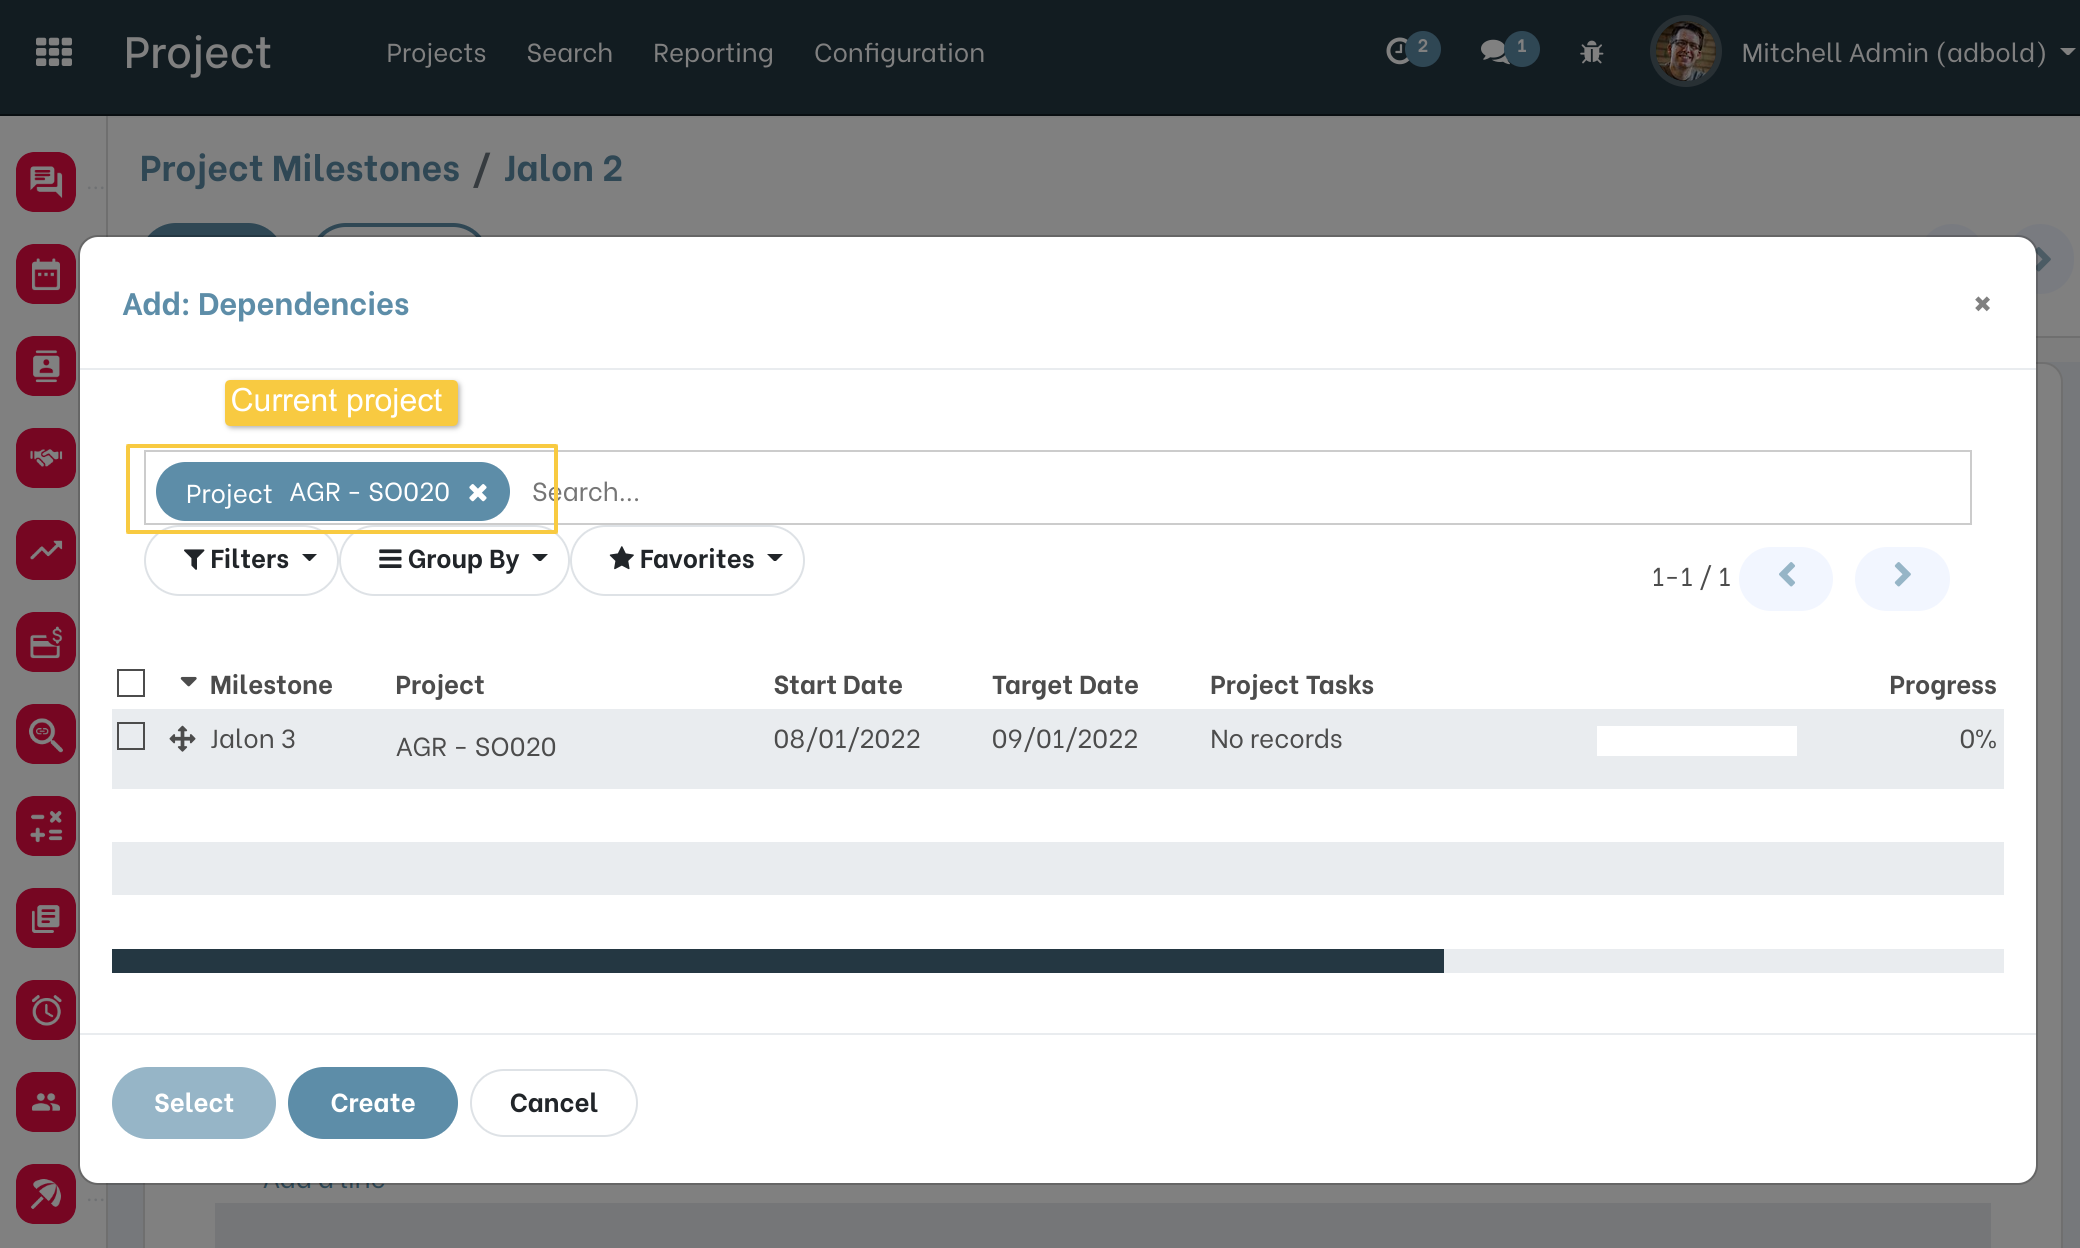 Project Projects Search Reporting Configuration 2 1 Mitchell Admin (adbold)
Project Milestones / Jalon 2
Add: Dependencies
Current project
Project AGR - SO020 Search...
Filters Group By Favorites
1-1 / 1
Milestone Project Start Date Target Date Project Tasks Progress
Jalon 3 AGR - SO020 08/01/2022 09/01/2022 No records 0%
Select Create Cancel
Add a line